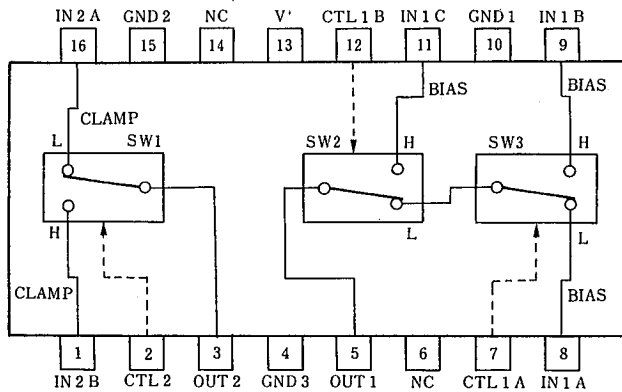 IN 2 A GND 2 NC V+ CTL 1 B IN 1 C GND 1 IN 1 B
16 15 14 13 12 11 10 9
CLAMP BIAS BIAS
L SW1 SW2 H SW3 H
H L L
CLAMP BIAS BIAS
1 2 3 4 5 6 7 8
IN 2 B CTL 2 OUT 2 GND 3 OUT 1 NC CTL 1 A IN 1 A